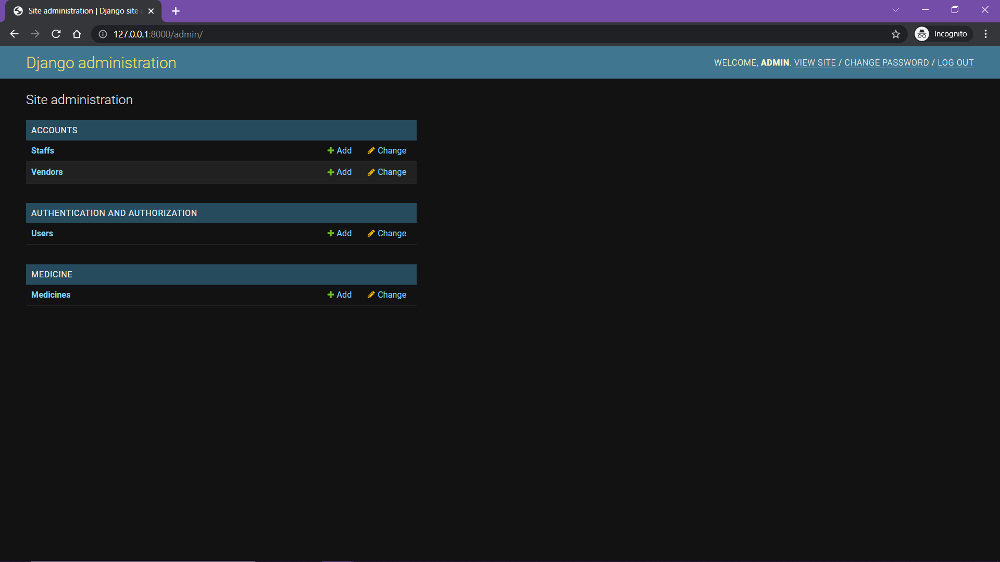 Site administration | Django site
127.0.0.1:8000/admin/
Incognito
Django administration
WELCOME, ADMIN. VIEW SITE / CHANGE PASSWORD / LOG OUT
Site administration
ACCOUNTS
Staffs Add Change
Vendors Add Change
AUTHENTICATION AND AUTHORIZATION
Users Add Change
MEDICINE
Medicines Add Change